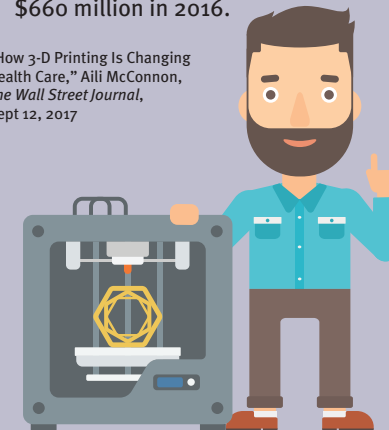 $660 million in 2016.
How 3-D Printing Is Changing
ealth Care,” Aili McConnon,
he Wall Street Journal,
ept 12, 2017